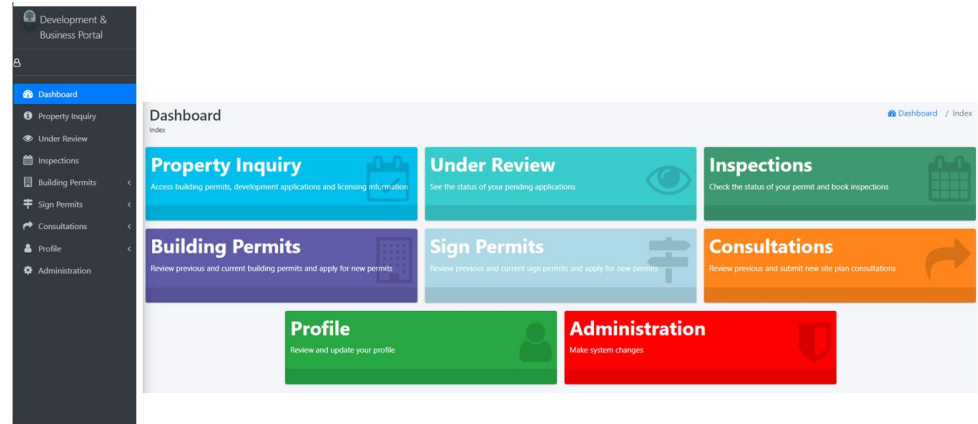 Development &
Business Portal
Dashboard
Property Inquiry
Under Review
Inspections
Building Permits
Sign Permits
Consultations
Profile
Administration
Dashboard
Index
Dashboard / Index
Property Inquiry
Access building permits, development applications and licensing information
Under Review
See the status of your pending applications
Inspections
Check the status of your permit and book inspections
Building Permits
Review previous and current building permits and apply for new permits
Sign Permits
Review previous and current sign permits and apply for new permits
Consultations
Review previous and submit new site plan consultations
Profile
Review and update your profile
Administration
Make system changes